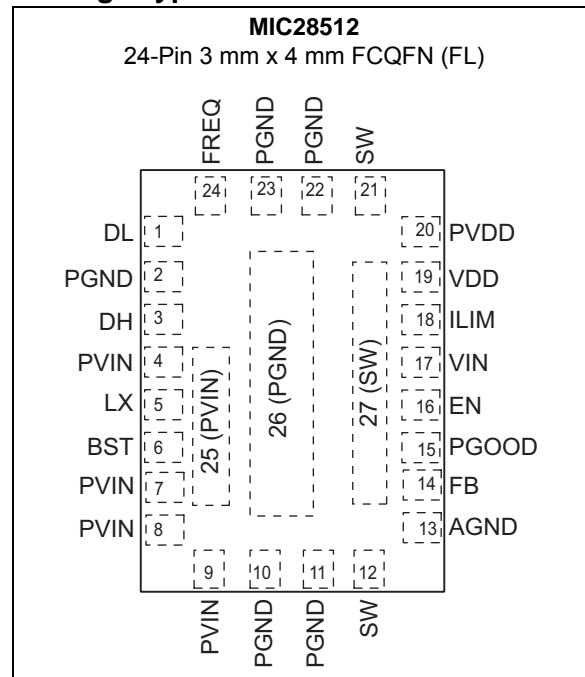 MIC28512
24-Pin 3 mm x 4 mm FCQFN (FL)
FREQ
PGND
PGND
SW
24
23
22
21
DL 1
20 PVDD
PGND 2
19 VDD
DH 3
18 ILIM
PVIN 4
17 VIN
LX 5
16 EN
BST 6
15 PGOOD
PVIN 7
14 FB
PVIN 8
13 AGND
25 (PVIN)
26 (PGND)
27 (SW)
9
10
11
12
PVIN
PGND
PGND
SW